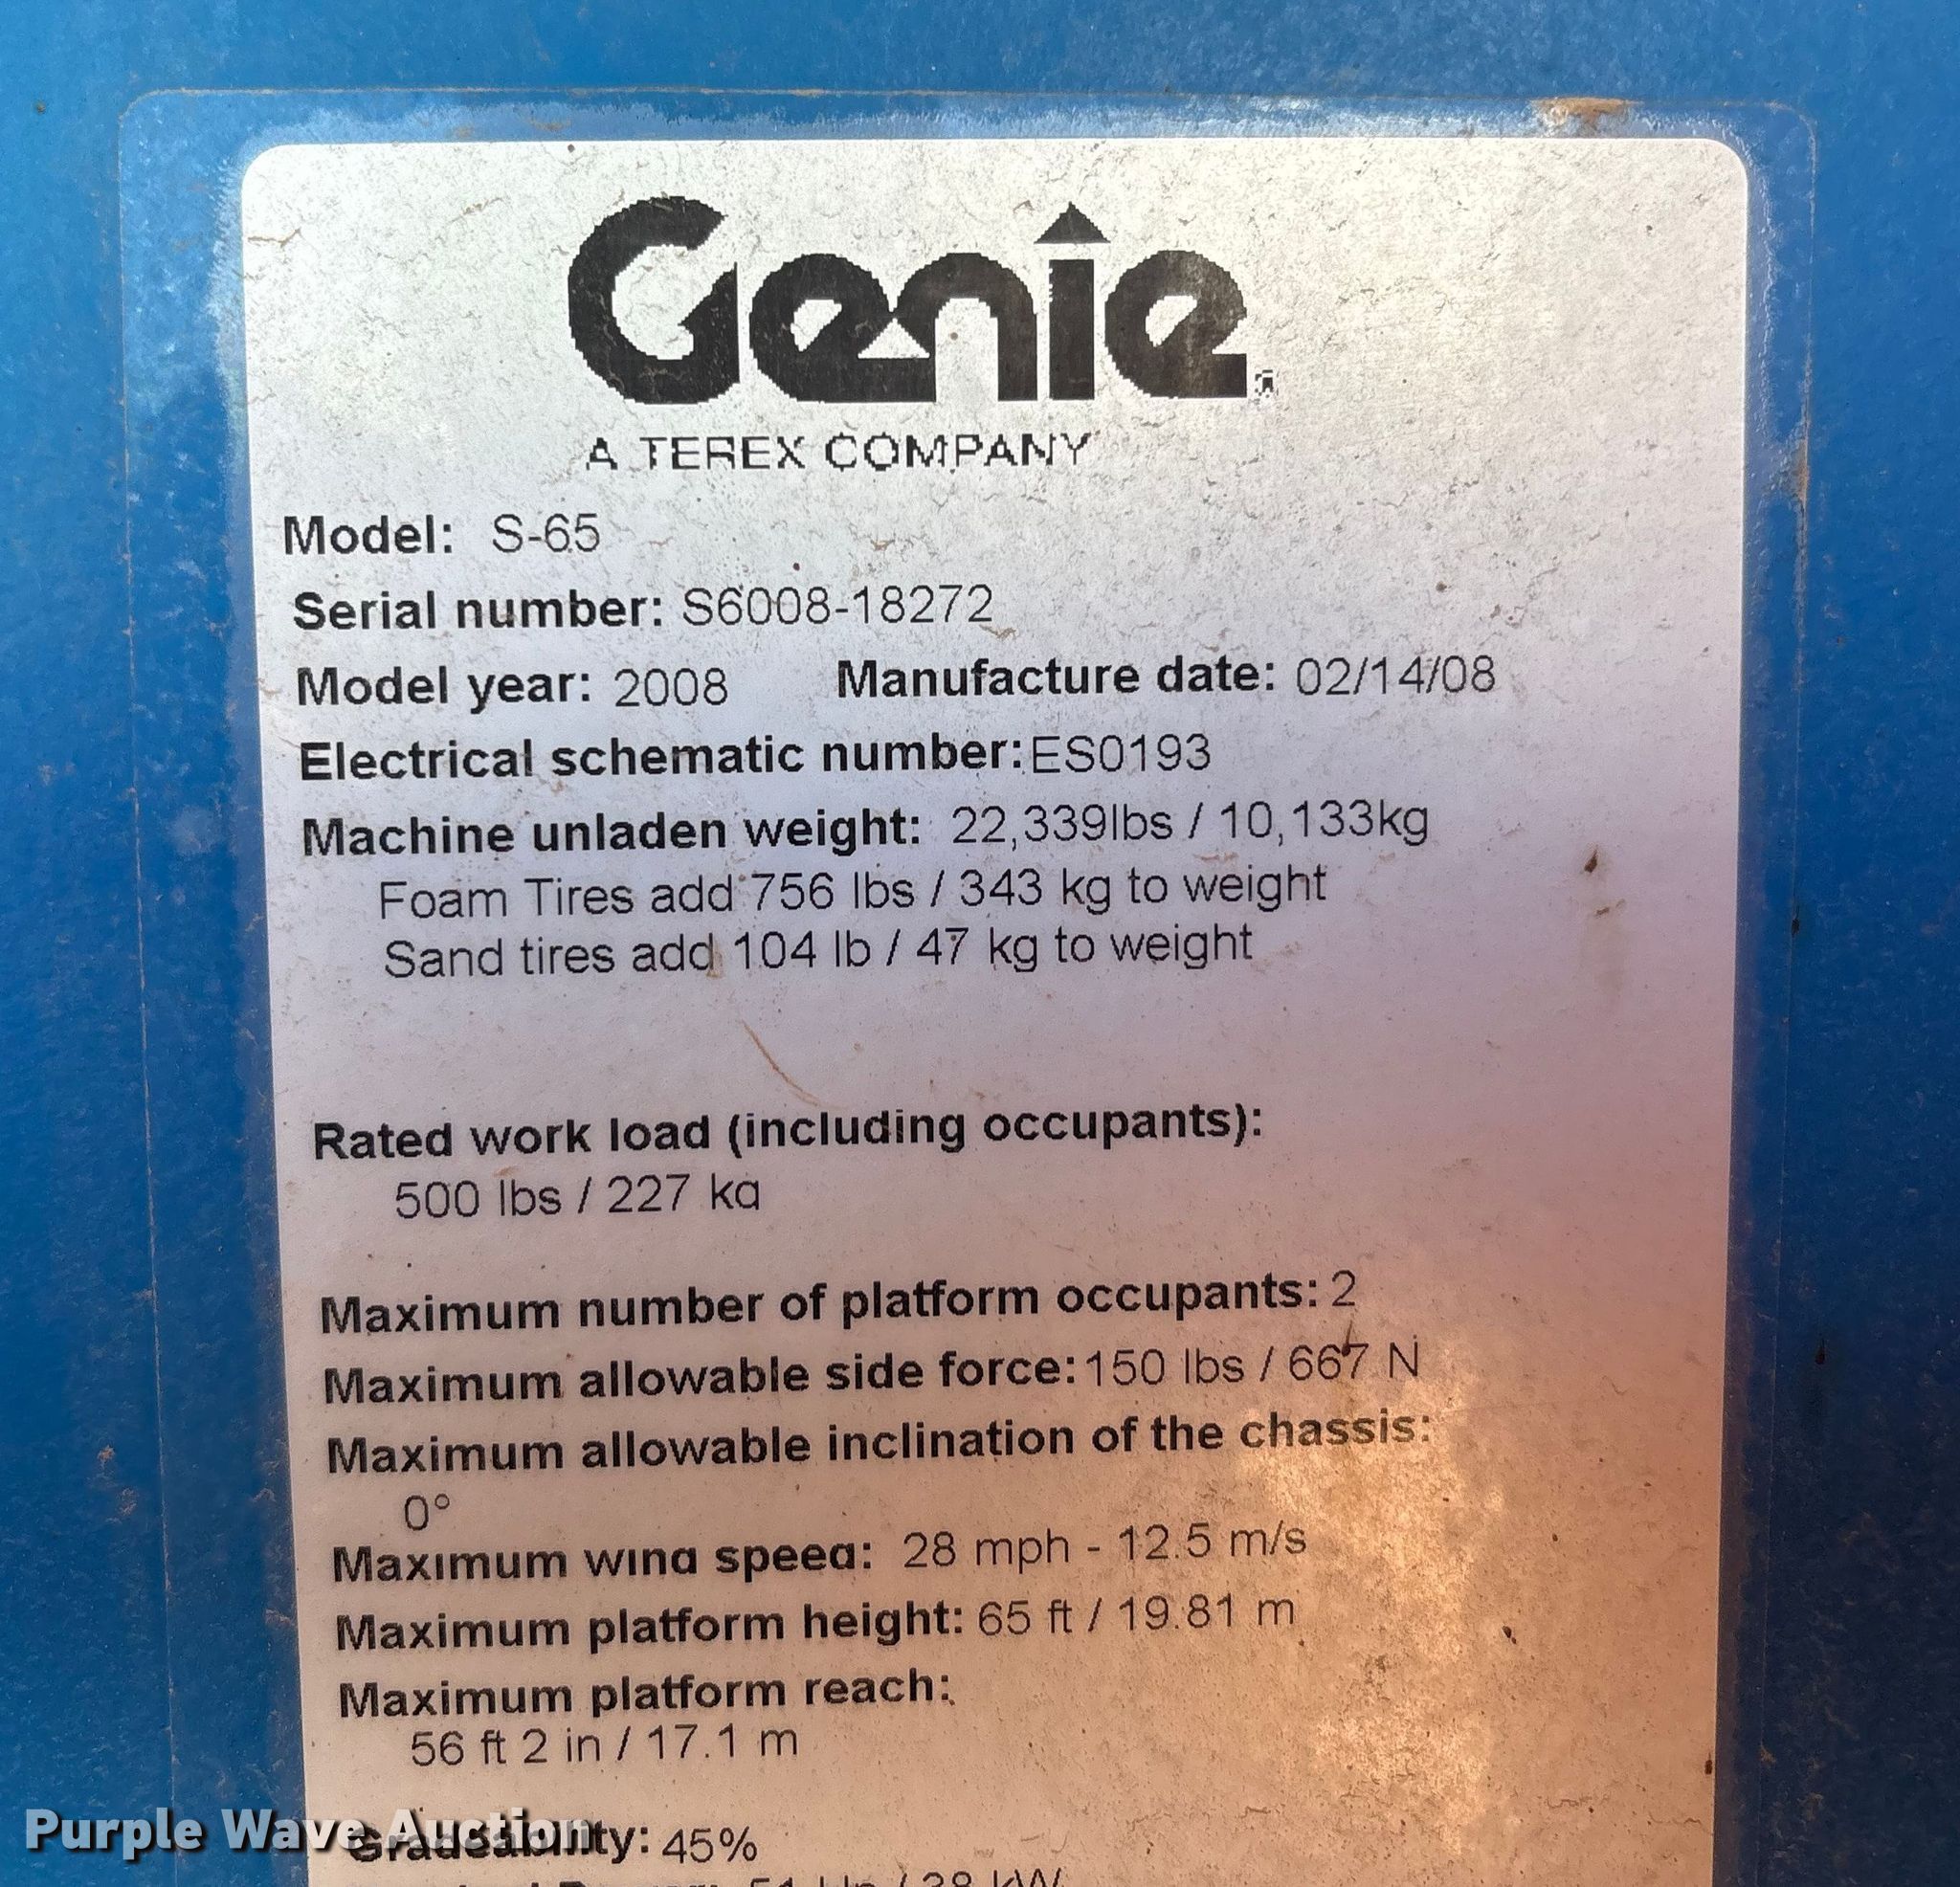 Genie
A TEREX COMPANY
Model: S-65
Serial number: S6008-18272
Model year: 2008 Manufacture date: 02/14/08
Electrical schematic number: ES0193
Machine unladen weight: 22,339lbs / 10,133kg
Foam Tires add 756 lbs / 343 kg to weight
Sand tires add 104 lb / 47 kg to weight
Rated work load (including occupants):
500 lbs / 227 kg
Maximum number of platform occupants: 2
Maximum allowable side force: 150 lbs / 667 N
Maximum allowable inclination of the chassis:
0°
Maximum wind speed: 28 mph - 12.5 m/s
Maximum platform height: 65 ft / 19.81 m
Maximum platform reach:
56 ft 2 in / 17.1 m
Gradeability: 45%
Purple Wave Auction